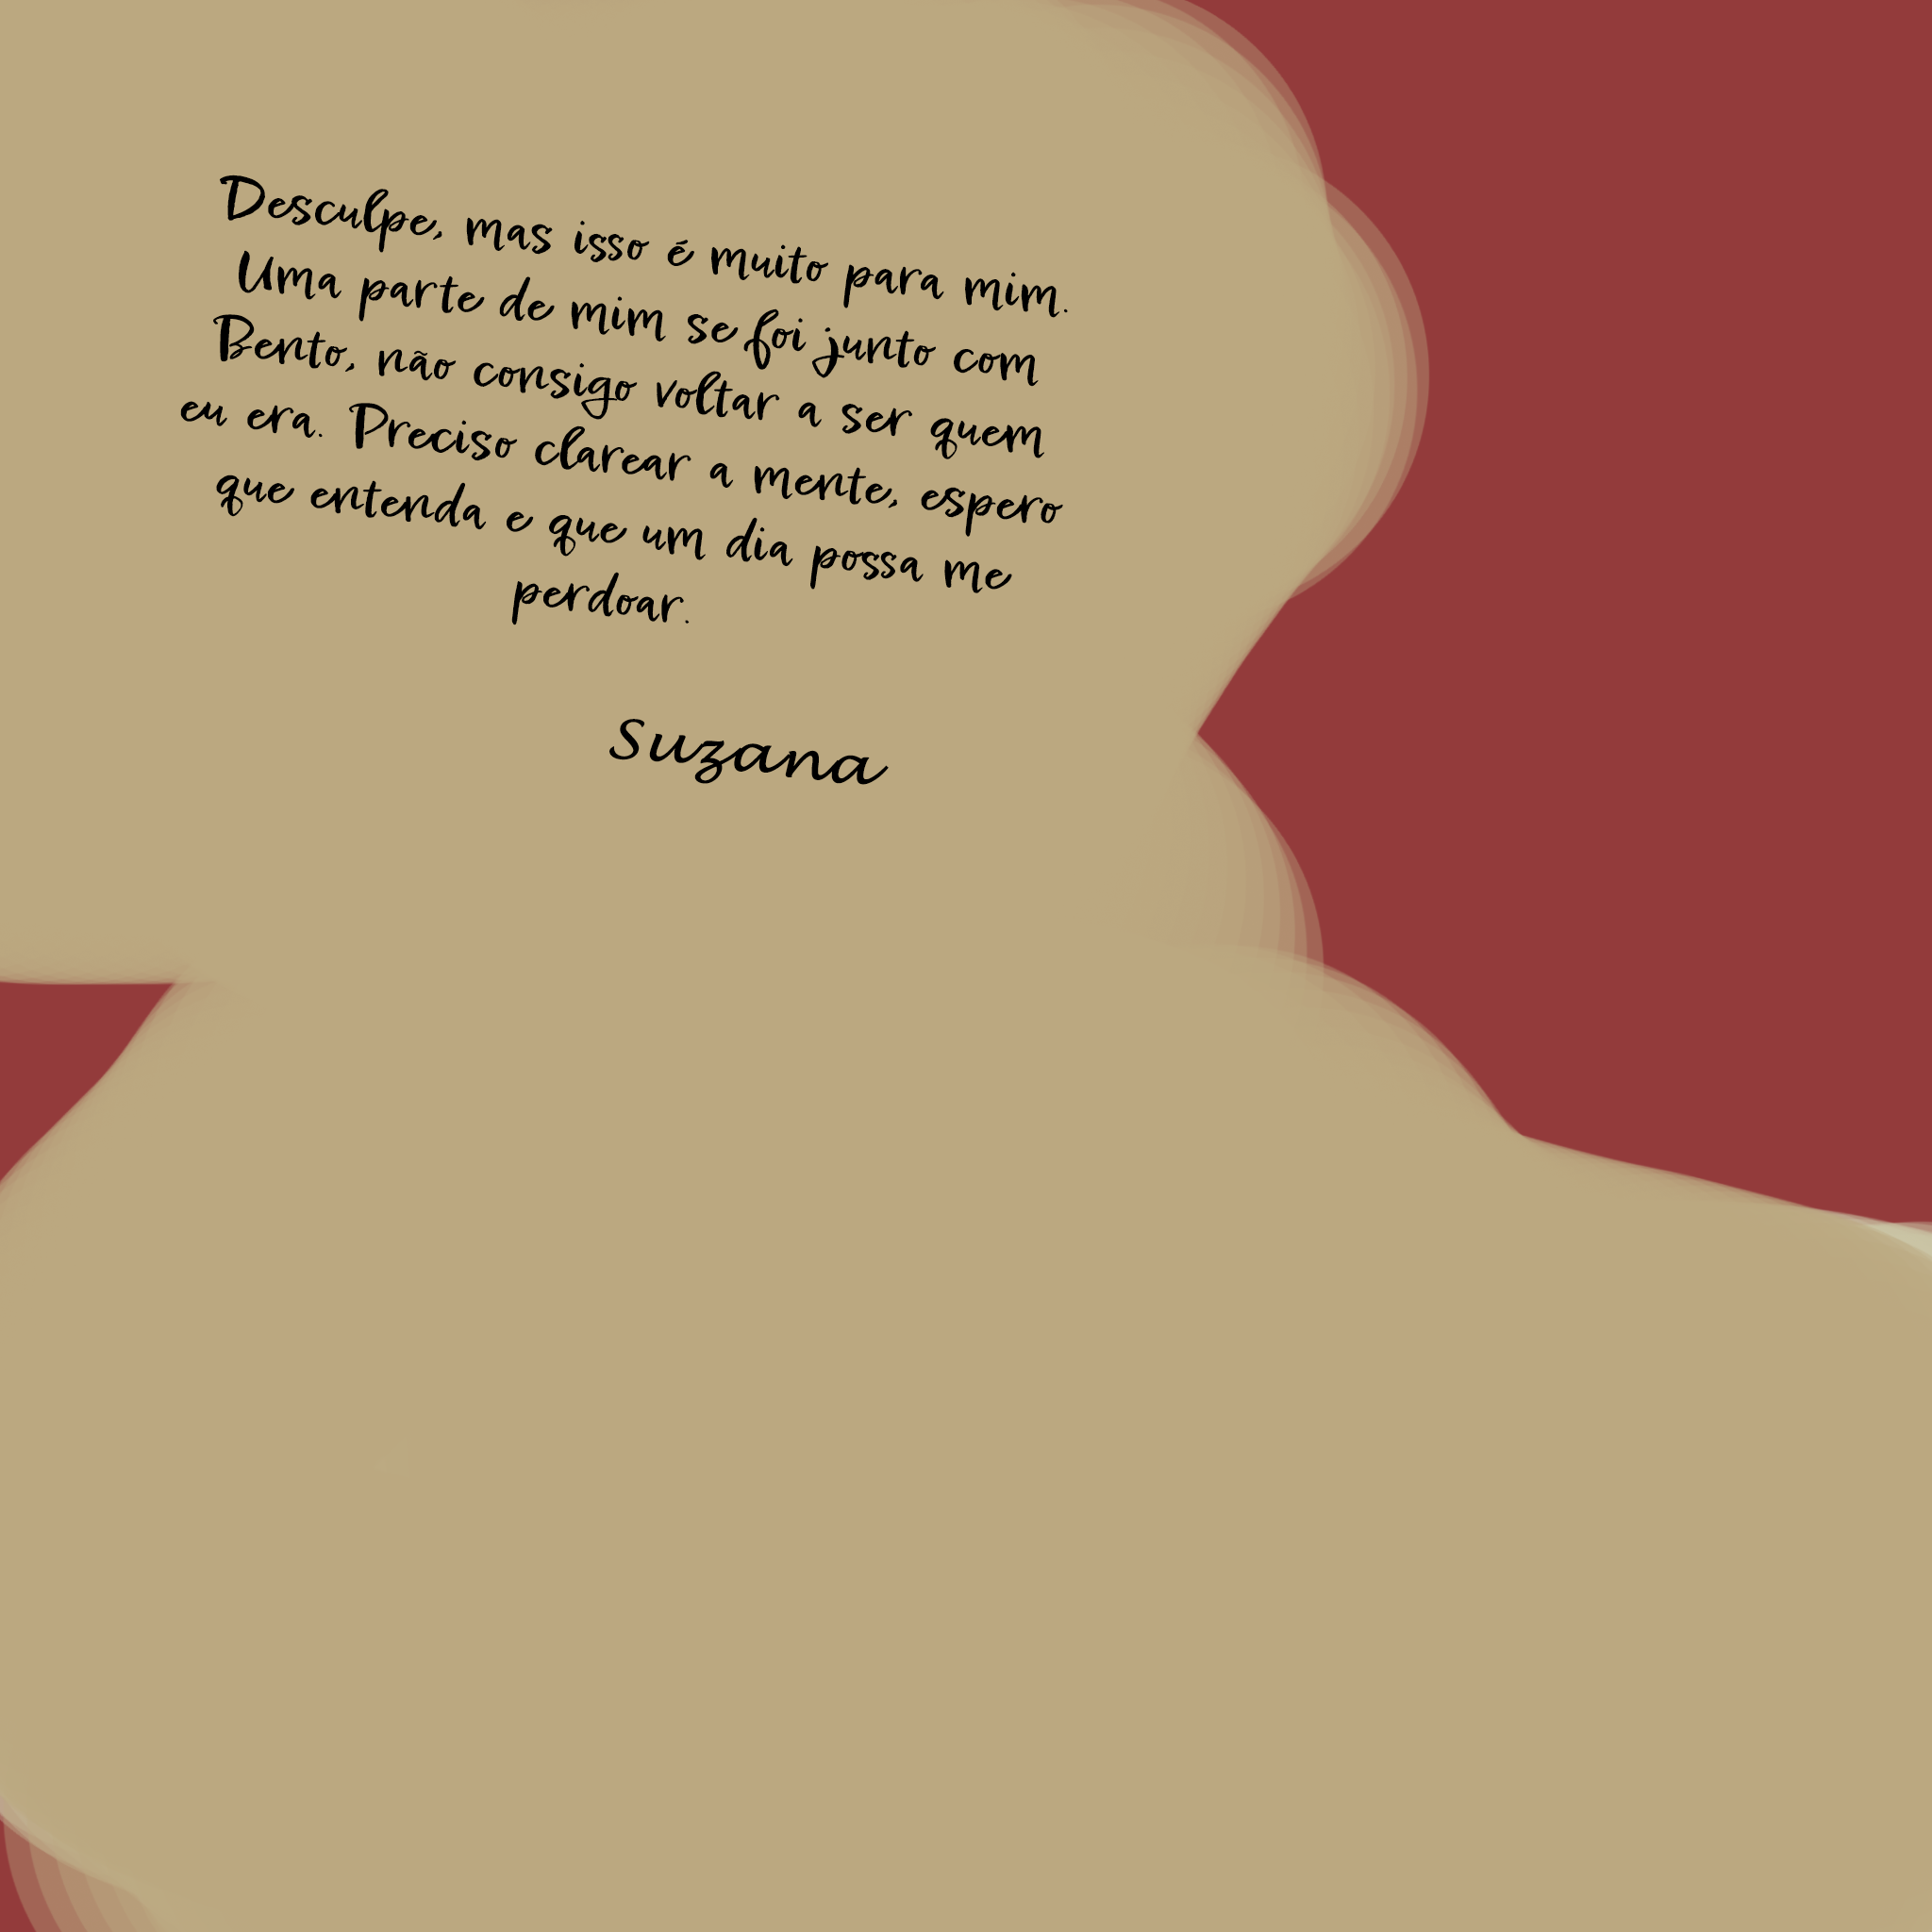 Desculpe, mas isso é muito para mim.
Uma parte de mim se foi junto com
Bento, não consigo voltar a ser quem
eu era. Preciso clarear a mente, espero
que entenda e que um dia possa me
perdoar.
Suzana